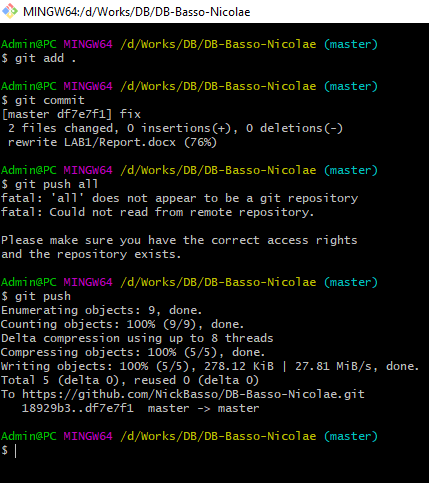 MINGW64:/d/Works/DB/DB-Basso-Nicolae
Admin@PC MINGW64 /d/Works/DB/DB-Basso-Nicolae (master)
$ git add .
Admin@PC MINGW64 /d/Works/DB/DB-Basso-Nicolae (master)
$ git commit
[master df7e7f1] fix
 2 files changed, 0 insertions(+), 0 deletions(-)
 rewrite LAB1/Report.docx (76%)
Admin@PC MINGW64 /d/Works/DB/DB-Basso-Nicolae (master)
$ git push all
fatal: 'all' does not appear to be a git repository
fatal: Could not read from remote repository.
Please make sure you have the correct access rights
and the repository exists.
Admin@PC MINGW64 /d/Works/DB/DB-Basso-Nicolae (master)
$ git push
Enumerating objects: 9, done.
Counting objects: 100% (9/9), done.
Delta compression using up to 8 threads
Compressing objects: 100% (5/5), done.
Writing objects: 100% (5/5), 278.12 KiB | 27.81 MiB/s, done.
Total 5 (delta 0), reused 0 (delta 0)
To https://github.com/NickBasso/DB-Basso-Nicolae.git
   18929b3..df7e7f1  master -> master
Admin@PC MINGW64 /d/Works/DB/DB-Basso-Nicolae (master)
$